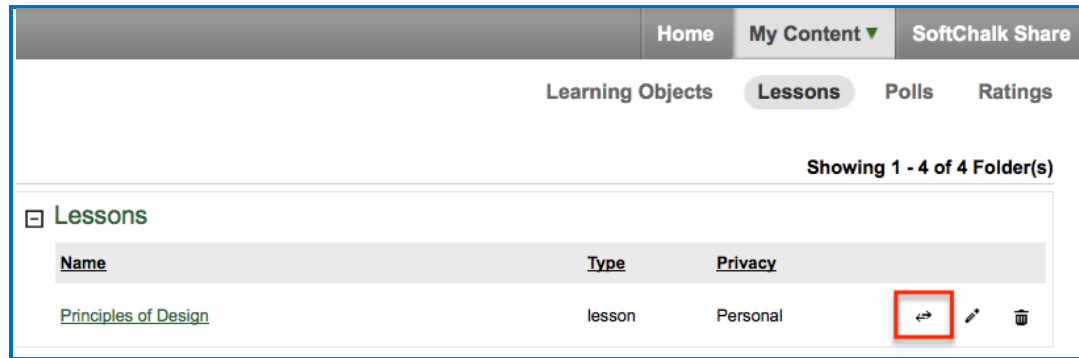 Home My Content ▼ SoftChalk Share
Learning Objects Lessons Polls Ratings
Showing 1 - 4 of 4 Folder(s)
Lessons
Name Type Privacy
Principles of Design lesson Personal